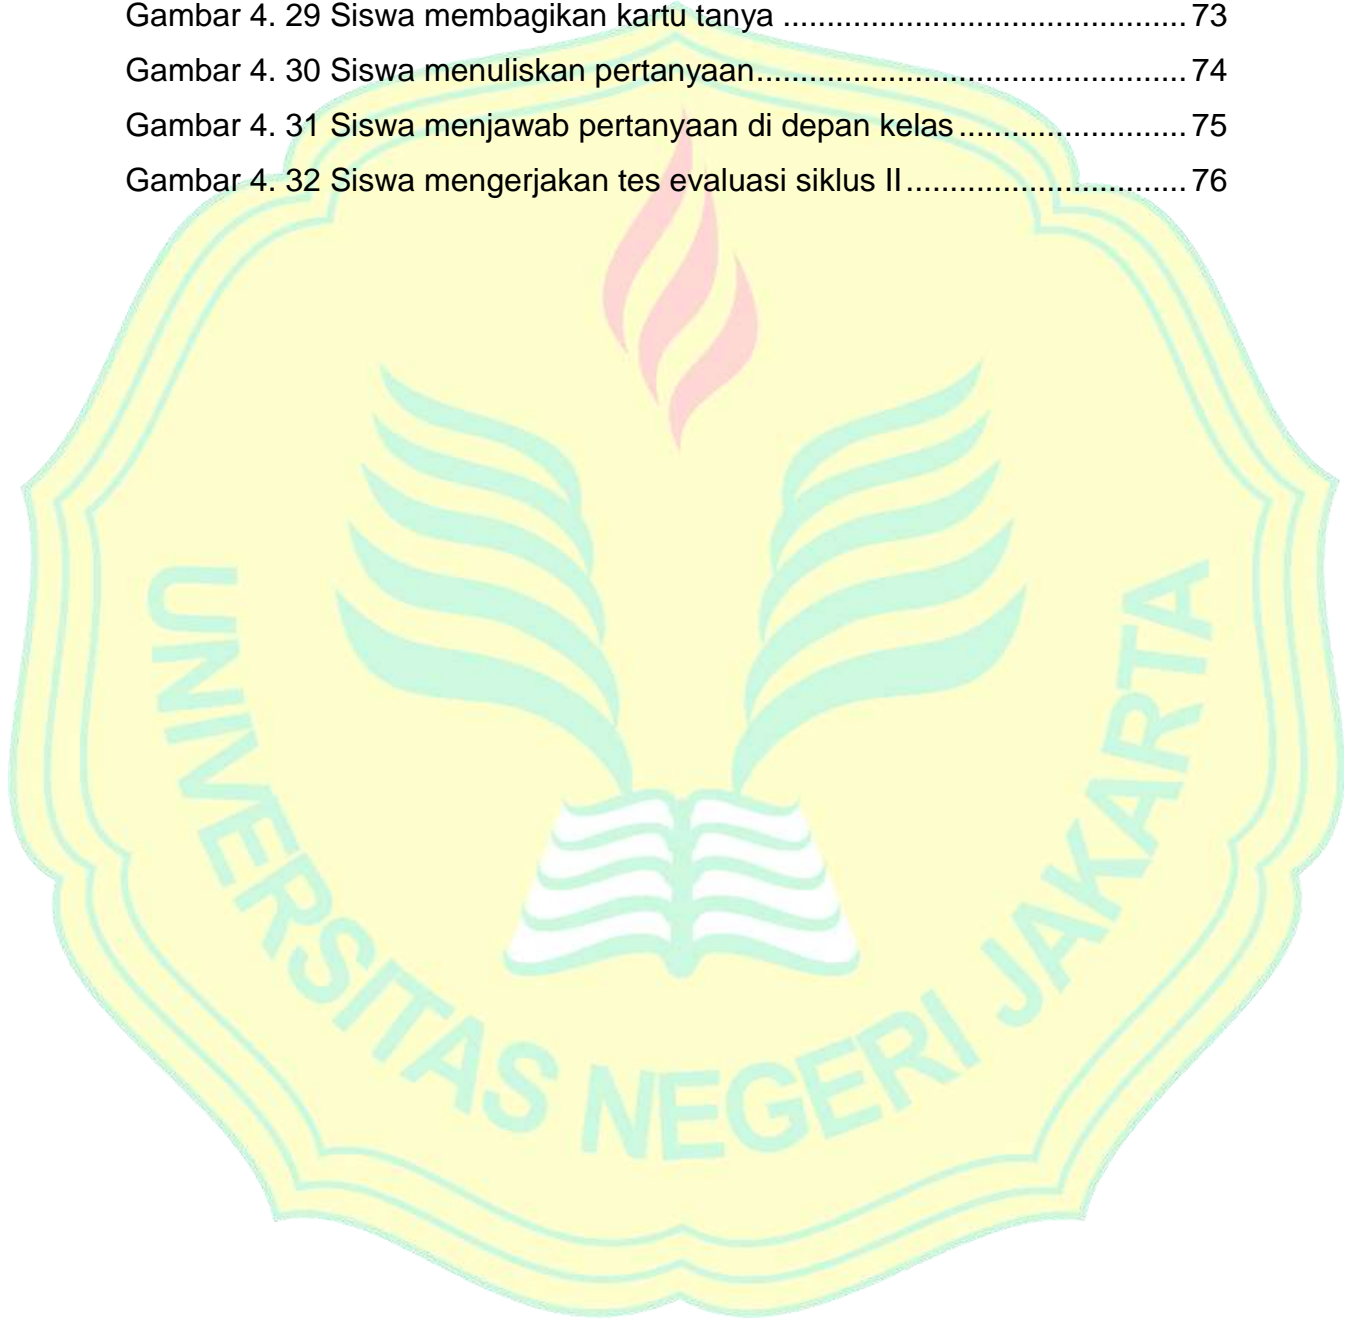 Gambar 4. 29 Siswa membagikan kartu tanya ............................................... 73
Gambar 4. 30 Siswa menuliskan pertanyaan.................................................. 74
Gambar 4. 31 Siswa menjawab pertanyaan di depan kelas .......................... 75
Gambar 4. 32 Siswa mengerjakan tes evaluasi siklus II ................................ 76
UNIVERSITAS NEGERI JAKARTA